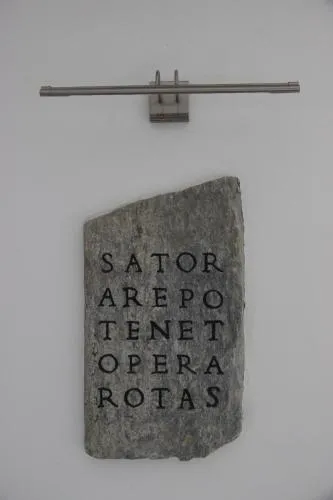 SATOR
AREPO
TENET
OPERA
ROTAS